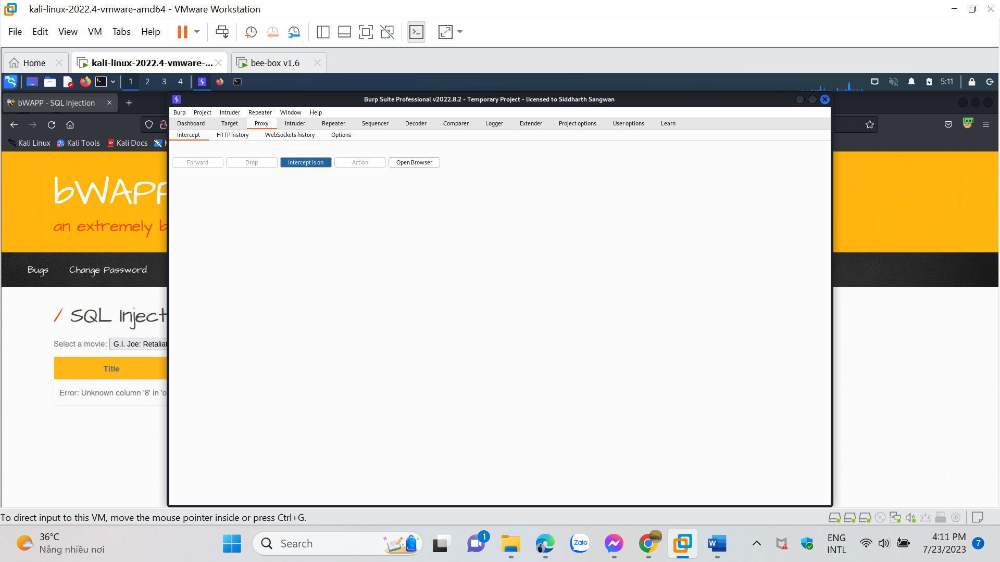 kali-linux-2022.4-vmware-amd64 - VMware Workstation
File Edit View VM Tabs Help
Home kali-linux-2022.4-vmware-... bee-box v1.6
1 2 3 4 5:11
bWAPP - SQL Injection
Burp Suite Professional v2022.8.2 - Temporary Project - licensed to Siddharth Sangwan
Burp Project Intruder Repeater Window Help
Dashboard Target Proxy Intruder Repeater Sequencer Decoder Comparer Logger Extender Project options User options Learn
Intercept HTTP history WebSockets history Options
Kali Linux Kali Tools Kali Docs
Forward Drop Intercept is on Action Open Browser
bWAPP
an extremely b
Bugs Change Password
/ SQL Inject
Select a movie: G.I. Joe: Retaliat
Title
Error: Unknown column '8' in 'o
To direct input to this VM, move the mouse pointer inside or press Ctrl+G.
36°C
Nắng nhiều nơi
Search
1
Zalo
ENG
INTL
4:11 PM
7/23/2023
7